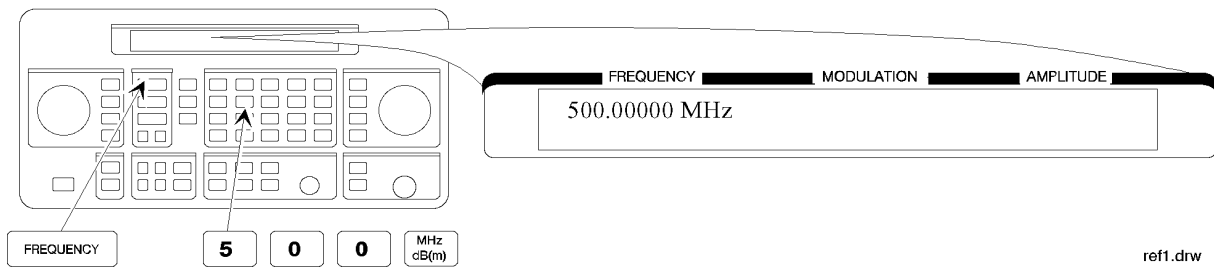 FREQUENCY MODULATION AMPLITUDE
500.00000 MHz
FREQUENCY
5 0 0
MHz
dB(m)
ref1.drw